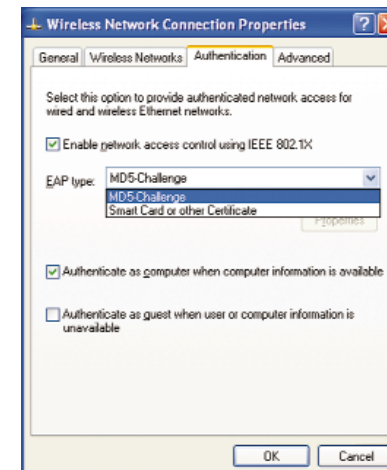 Wireless Network Connection Properties
General Wireless Networks Authentication Advanced
Select this option to provide authenticated network access for
wired and wireless Ethernet networks.
Enable network access control using IEEE 802.1X
EAP type: MD5-Challenge
MD5-Challenge
Smart Card or other Certificate
Properties
Authenticate as computer when computer information is available
Authenticate as guest when user or computer information is
unavailable
OK Cancel